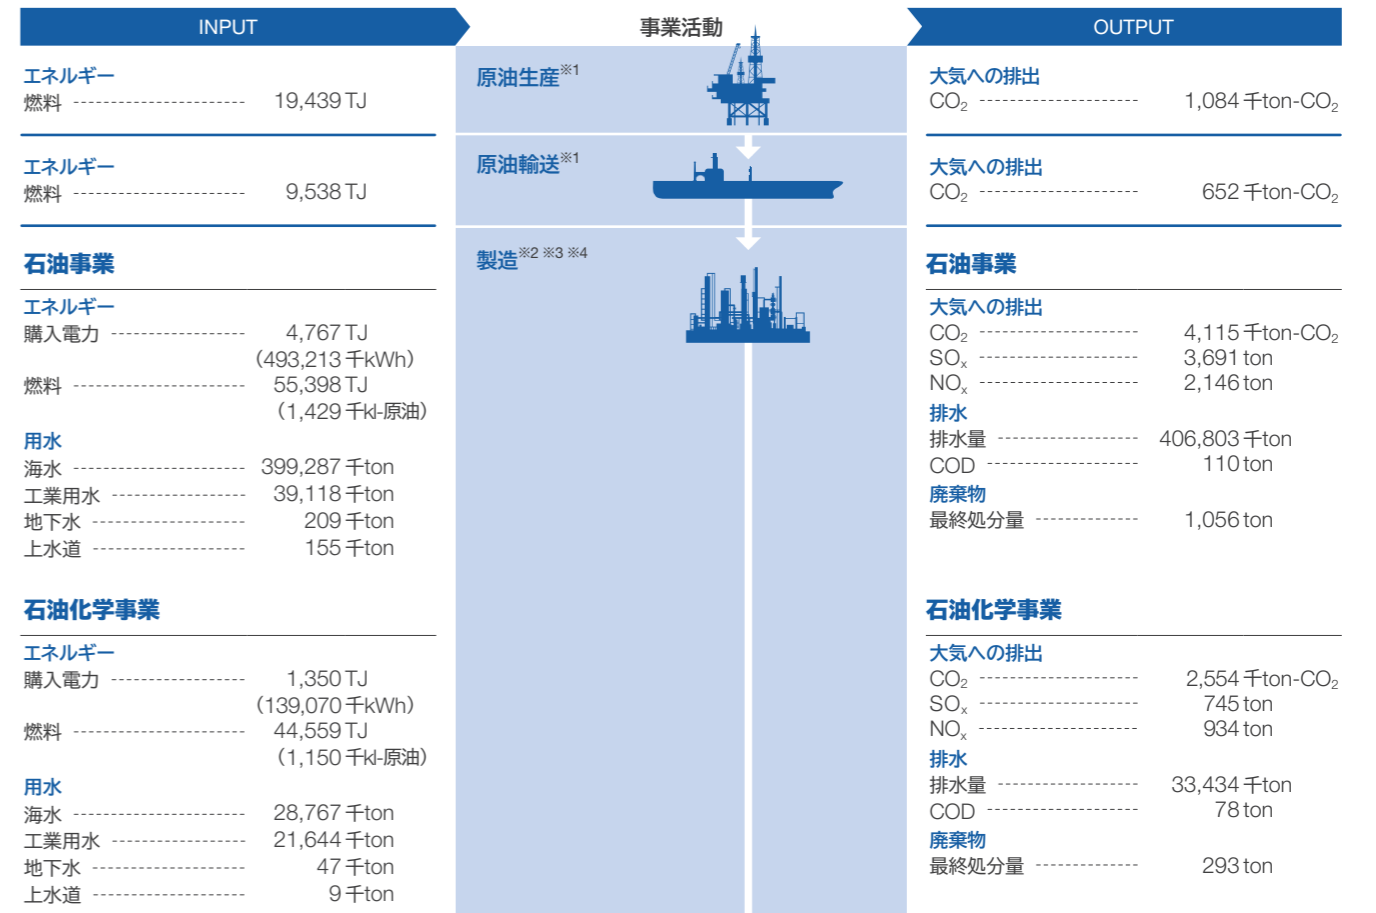 INPUT
事業活動
OUTPUT
エネルギー
燃料 19,439 TJ
原油生産※1
大気への排出
CO₂ 1,084 千ton-CO₂
エネルギー
燃料 9,538 TJ
原油輸送※1
大気への排出
CO₂ 652 千ton-CO₂
製造※2 ※3 ※4
石油事業
エネルギー
購入電力 4,767 TJ
（493,213 千kWh）
燃料 55,398 TJ
（1,429 千kl-原油）
用水
海水 399,287 千ton
工業用水 39,118 千ton
地下水 209 千ton
上水道 155 千ton
石油事業
大気への排出
CO₂ 4,115 千ton-CO₂
SOₓ 3,691 ton
NOₓ 2,146 ton
排水
排水量 406,803 千ton
COD 110 ton
廃棄物
最終処分量 1,056 ton
石油化学事業
エネルギー
購入電力 1,350 TJ
（139,070 千kWh）
燃料 44,559 TJ
（1,150 千kl-原油）
用水
海水 28,767 千ton
工業用水 21,644 千ton
地下水 47 千ton
上水道 9 千ton
石油化学事業
大気への排出
CO₂ 2,554 千ton-CO₂
SOₓ 745 ton
NOₓ 934 ton
排水
排水量 33,434 千ton
COD 78 ton
廃棄物
最終処分量 293 ton